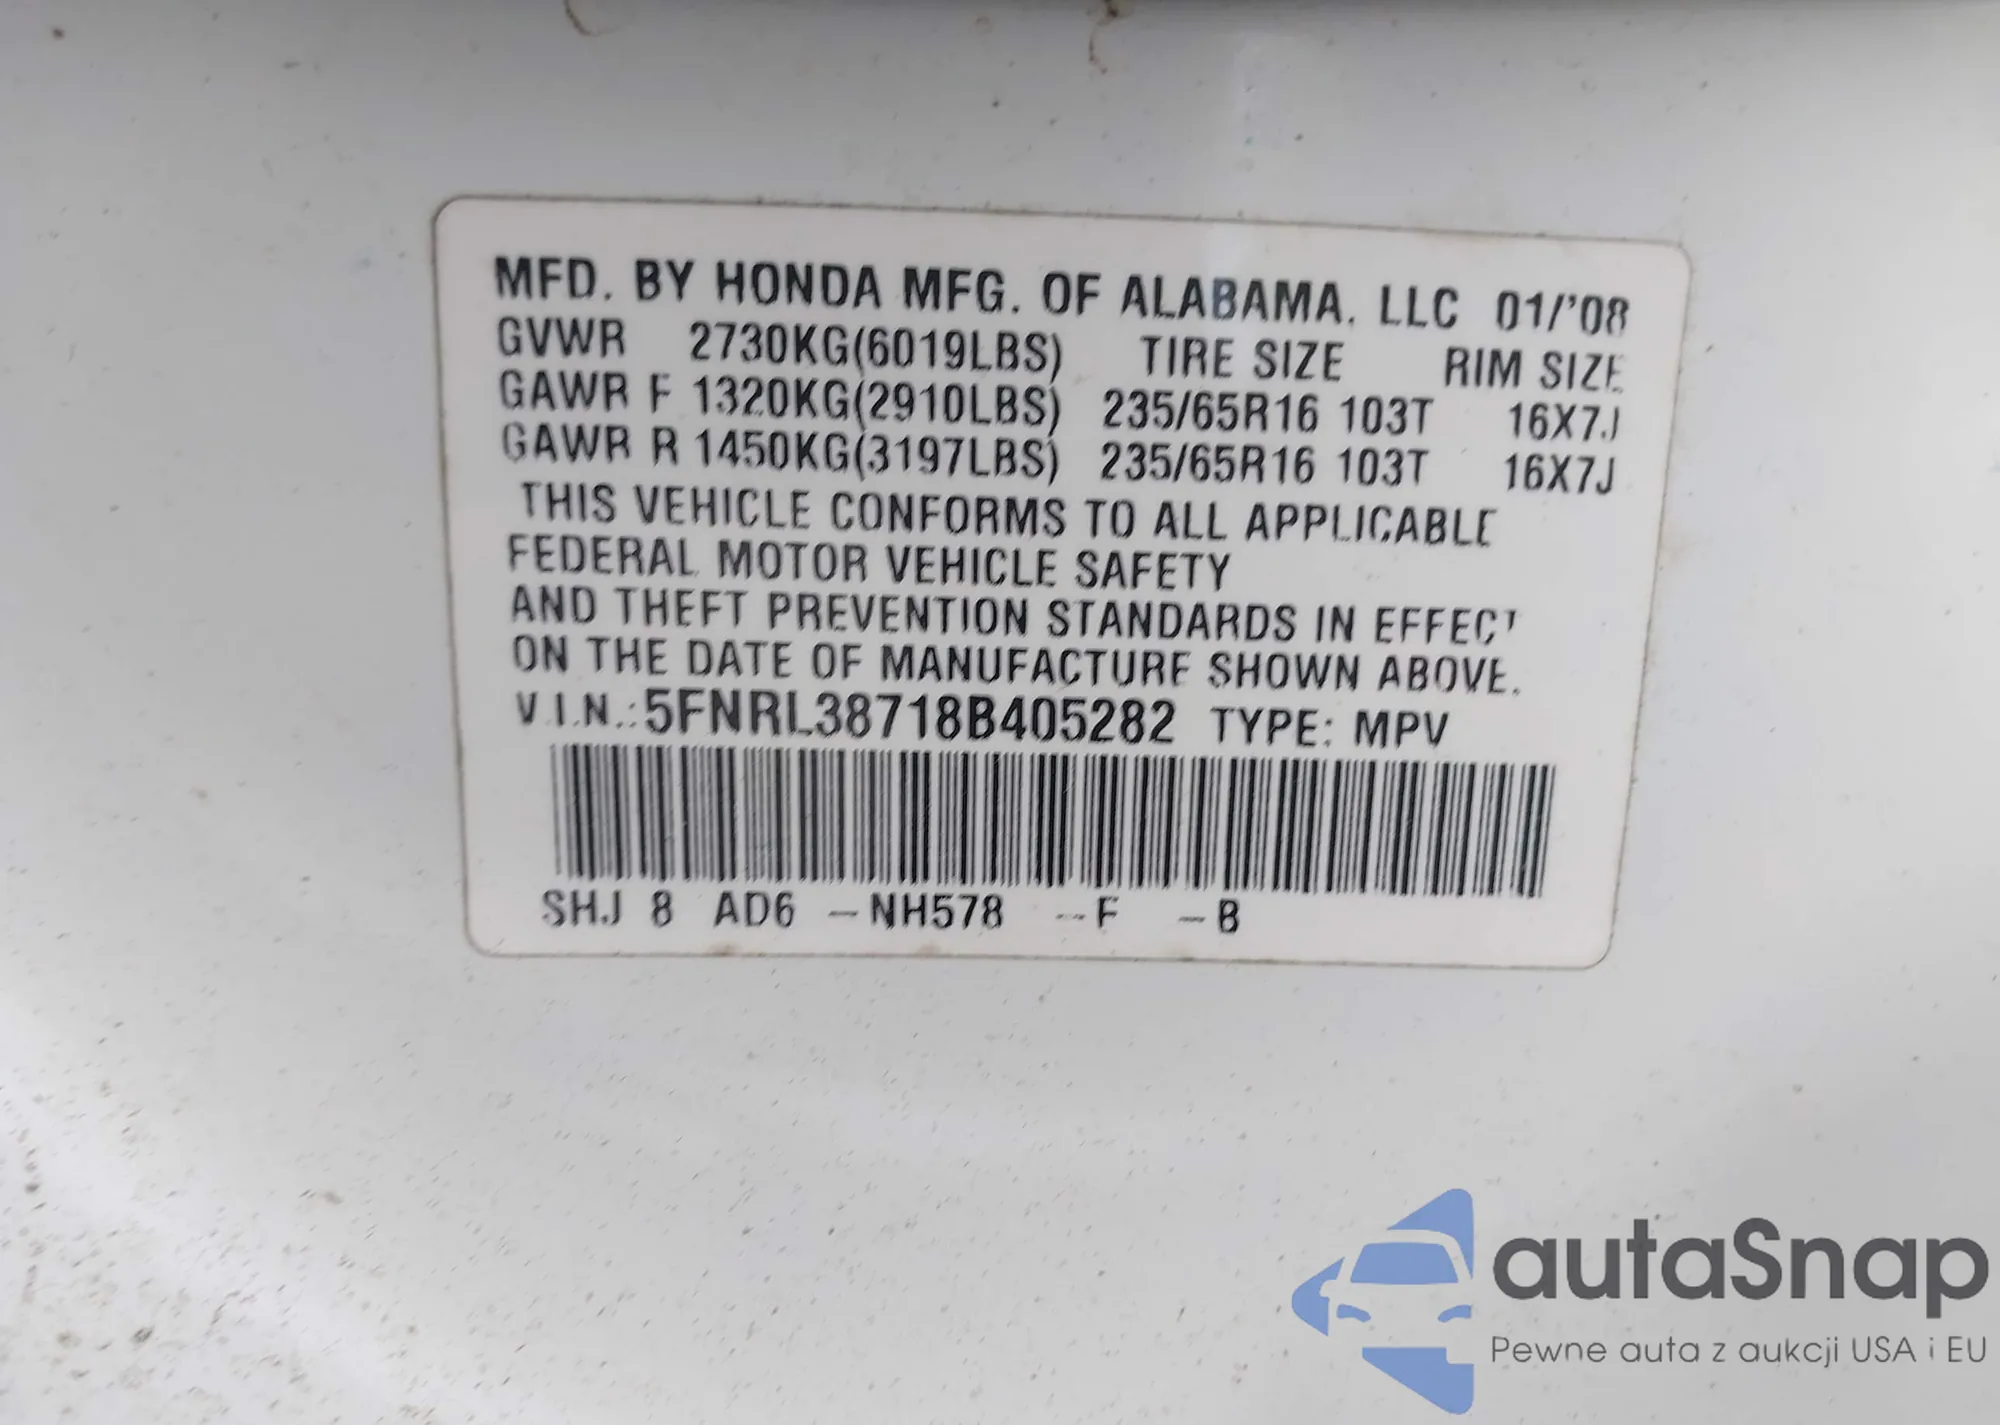 MFD. BY HONDA MFG. OF ALABAMA. LLC 01/'08
GVWR 2730KG(6019LBS) TIRE SIZE RIM SIZE
GAWR F 1320KG(2910LBS) 235/65R16 103T 16X7J
GAWR R 1450KG(3197LBS) 235/65R16 103T 16X7J
THIS VEHICLE CONFORMS TO ALL APPLICABLE
FEDERAL MOTOR VEHICLE SAFETY
AND THEFT PREVENTION STANDARDS IN EFFECT
ON THE DATE OF MANUFACTURE SHOWN ABOVE.
V.I.N.:5FNRL38718B405282 TYPE: MPV
SHJ 8 AD6 -NH578 --F -B
autaSnap
Pewne auta z aukcji USA i EU